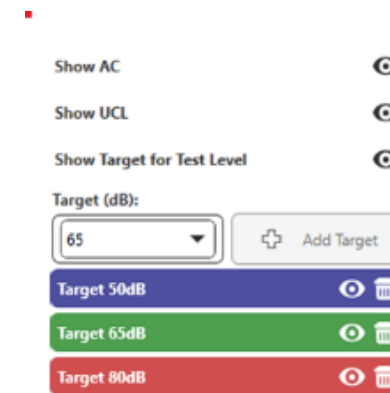 Show AC
Show UCL
Show Target for Test Level
Target (dB):
65 Add Target
Target 50dB
Target 65dB
Target 80dB